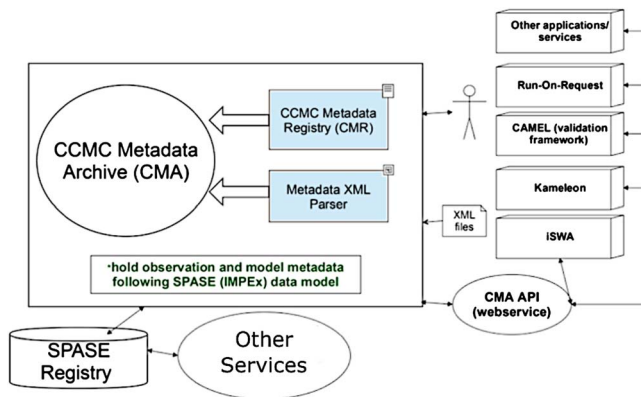 Other applications/
services
Run-On-Request
CAMEL (validation
framework)
Kameleon
iSWA
CCMC Metadata
Registry (CMR)
CCMC Metadata
Archive (CMA)
Metadata XML
Parser
XML
files
*hold observation and model metadata
following SPASE (IMPEx) data model
CMA API
(webservice)
SPASE
Registry
Other
Services